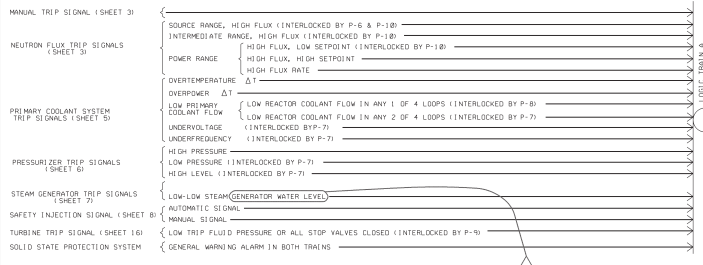 MANUAL TRIP SIGNAL (SHEET 3)
SOURCE RANGE, HIGH FLUX (INTERLOCKED BY P-6 & P-10)
INTERMEDIATE RANGE, HIGH FLUX (INTERLOCKED BY P-10)
NEUTRON FLUX TRIP SIGNALS
(SHEET 3)
POWER RANGE
HIGH FLUX, LOW SETPOINT (INTERLOCKED BY P-10)
HIGH FLUX, HIGH SETPOINT
HIGH FLUX RATE
OVERTEMPERATURE ΔT
OVERPOWER ΔT
PRIMARY COOLANT SYSTEM
TRIP SIGNALS (SHEET 5)
LOW PRIMARY
COOLANT FLOW
LOW REACTOR COOLANT FLOW IN ANY 1 OF 4 LOOPS (INTERLOCKED BY P-8)
LOW REACTOR COOLANT FLOW IN ANY 2 OF 4 LOOPS (INTERLOCKED BY P-7)
UNDERVOLTAGE (INTERLOCKED BYP-7)
UNDERFREQUENCY (INTERLOCKED BY P-7)
PRESSURIZER TRIP SIGNALS
(SHEET 6)
HIGH PRESSURE
LOW PRESSURE (INTERLOCKED BY P-7)
HIGH LEVEL (INTERLOCKED BY P-7)
STEAM GENERATOR TRIP SIGNALS
(SHEET 7)
LOW-LOW STEAM GENERATOR WATER LEVEL
SAFETY INJECTION SIGNAL (SHEET 8)
AUTOMATIC SIGNAL
MANUAL SIGNAL
TURBINE TRIP SIGNAL (SHEET 16)
LOW TRIP FLUID PRESSURE OR ALL STOP VALVES CLOSED (INTERLOCKED BY P-9)
SOLID STATE PROTECTION SYSTEM
GENERAL WARNING ALARM IN BOTH TRAINS
LOGIC TRAIN A